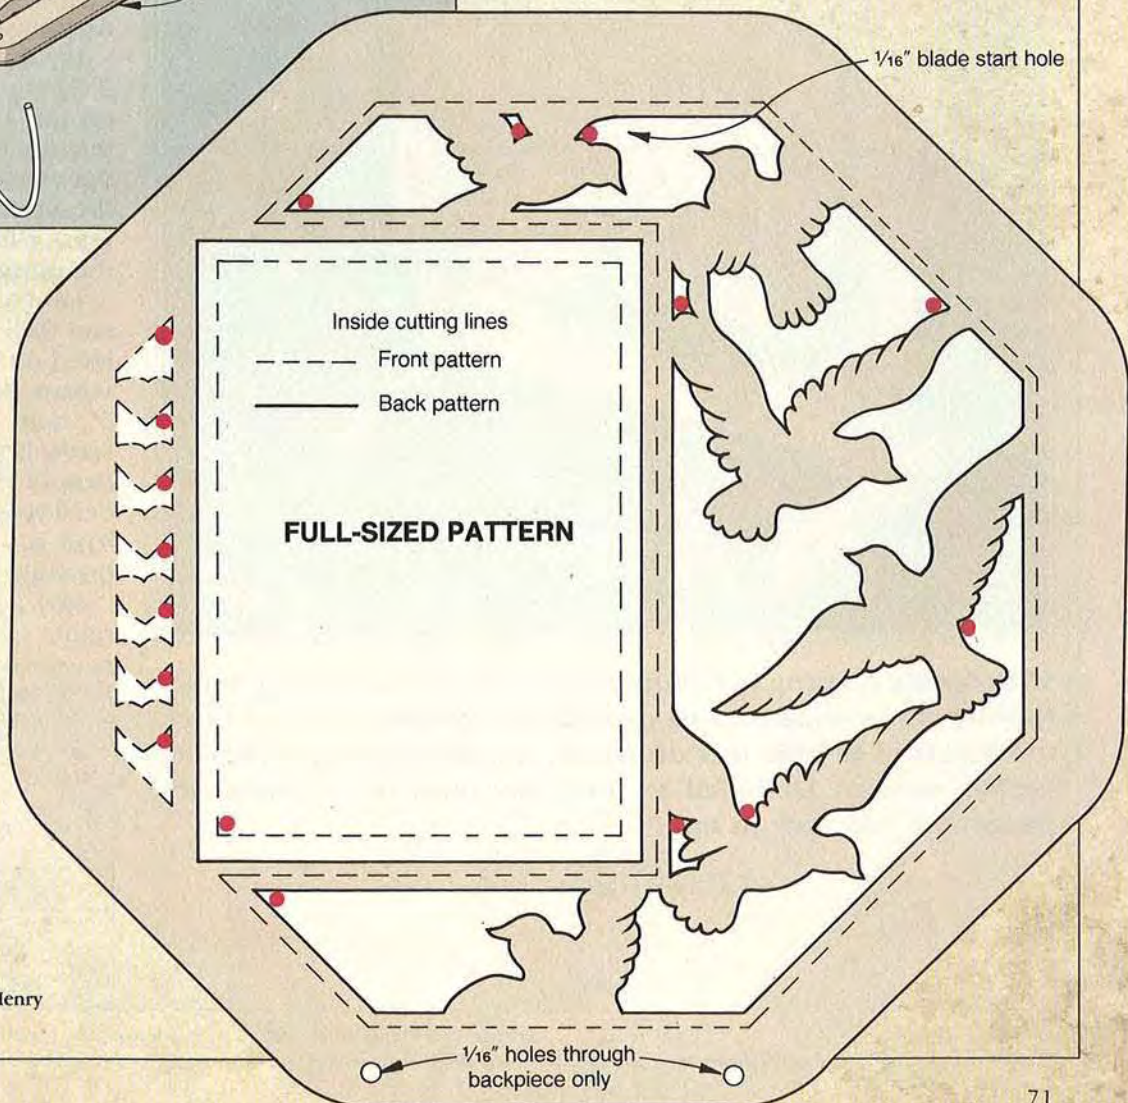 1/16" blade start hole
Inside cutting lines
Front pattern
Back pattern
FULL-SIZED PATTERN
Henry
1/16" holes through
backpiece only
71